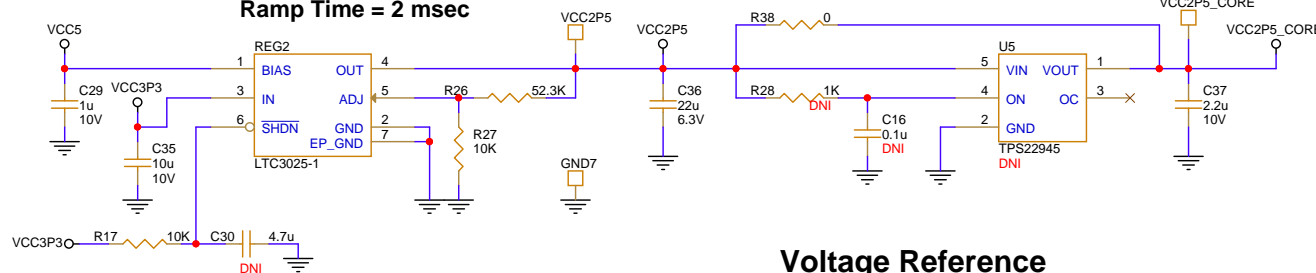 Ramp Time = 2 msec
VCC5
REG2
1 BIAS OUT 4
3 IN ADJ 5
6 SHDN GND 2
EP_GND 7
LTC3025-1
C29
1u
10V
VCC3P3
C35
10u
10V
VCC3P3 R17 10K C30 4.7u
DNI
R26 52.3K
R27
10K
VCC2P5
GND7
VCC2P5
C36
22u
6.3V
R38 0
R28 1K
DNI
C16
0.1u
DNI
U5
5 VIN VOUT 1
4 ON OC 3
2 GND
TPS22945
DNI
VCC2P5_CORE
VCC2P5_CORE
C37
2.2u
10V
Voltage Reference